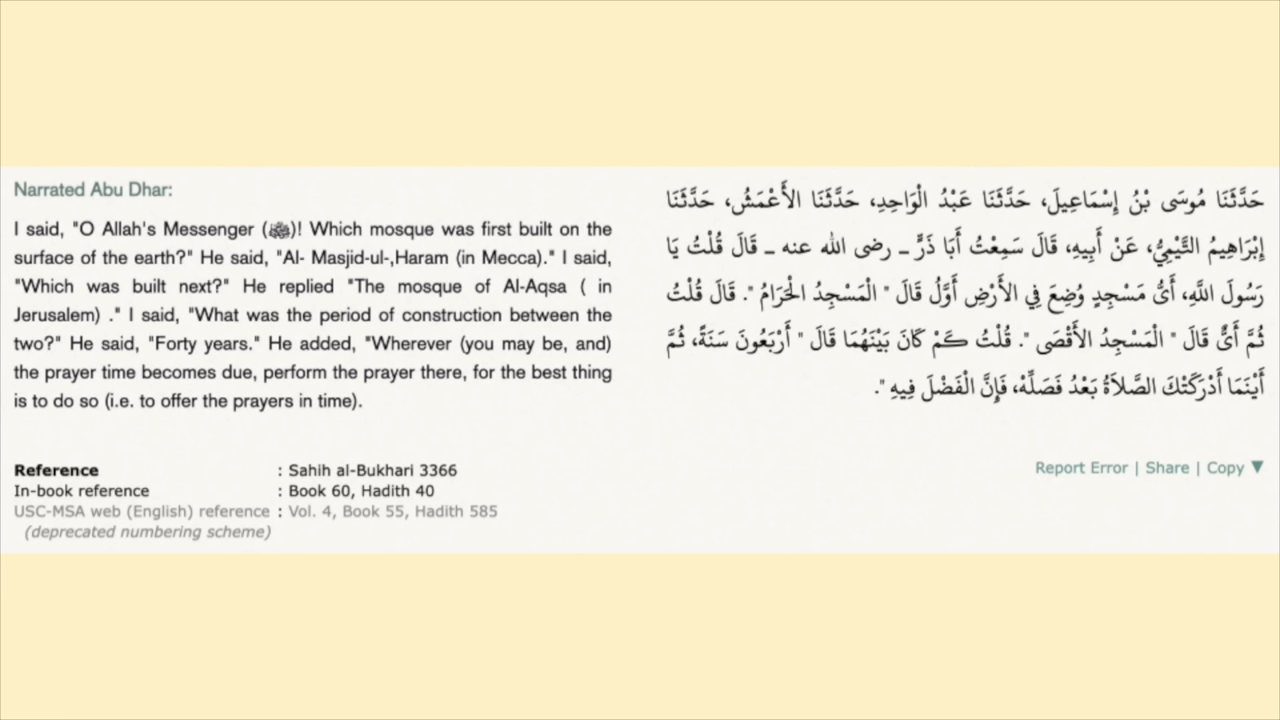 Narrated Abu Dhar:
I said, "O Allah's Messenger (ﷺ)! Which mosque was first built on the
surface of the earth?" He said, "Al- Masjid-ul-,Haram (in Mecca)." I said,
"Which was built next?" He replied "The mosque of Al-Aqsa ( in
Jerusalem) ." I said, "What was the period of construction between the
two?" He said, "Forty years." He added, "Wherever (you may be, and)
the prayer time becomes due, perform the prayer there, for the best thing
is to do so (i.e. to offer the prayers in time).
حَدَّثَنَا مُوسَى بْنُ إِسْمَاعِيلَ، حَدَّثَنَا عَبْدُ الْوَاحِدِ، حَدَّثَنَا الأَعْمَشُ، حَدَّثَنَا
إِبْرَاهِيمُ التَّيْمِيُّ، عَنْ أَبِيهِ، قَالَ سَمِعْتُ أَبَا ذَرٍّ ـ رضى الله عنه ـ قَالَ قُلْتُ يَا
رَسُولَ اللَّهِ، أَىُّ مَسْجِدٍ وُضِعَ فِي الأَرْضِ أَوَّلُ قَالَ " الْمَسْجِدُ الْحَرَامُ ". قَالَ قُلْتُ
ثُمَّ أَىٌّ قَالَ " الْمَسْجِدُ الأَقْصَى ". قُلْتُ كَمْ كَانَ بَيْنَهُمَا قَالَ " أَرْبَعُونَ سَنَةً، ثُمَّ
أَيْنَمَا أَدْرَكَتْكَ الصَّلاَةُ بَعْدُ فَصَلِّهْ، فَإِنَّ الْفَضْلَ فِيهِ ".
Reference : Sahih al-Bukhari 3366
In-book reference : Book 60, Hadith 40
USC-MSA web (English) reference : Vol. 4, Book 55, Hadith 585
(deprecated numbering scheme)
Report Error | Share | Copy ▼